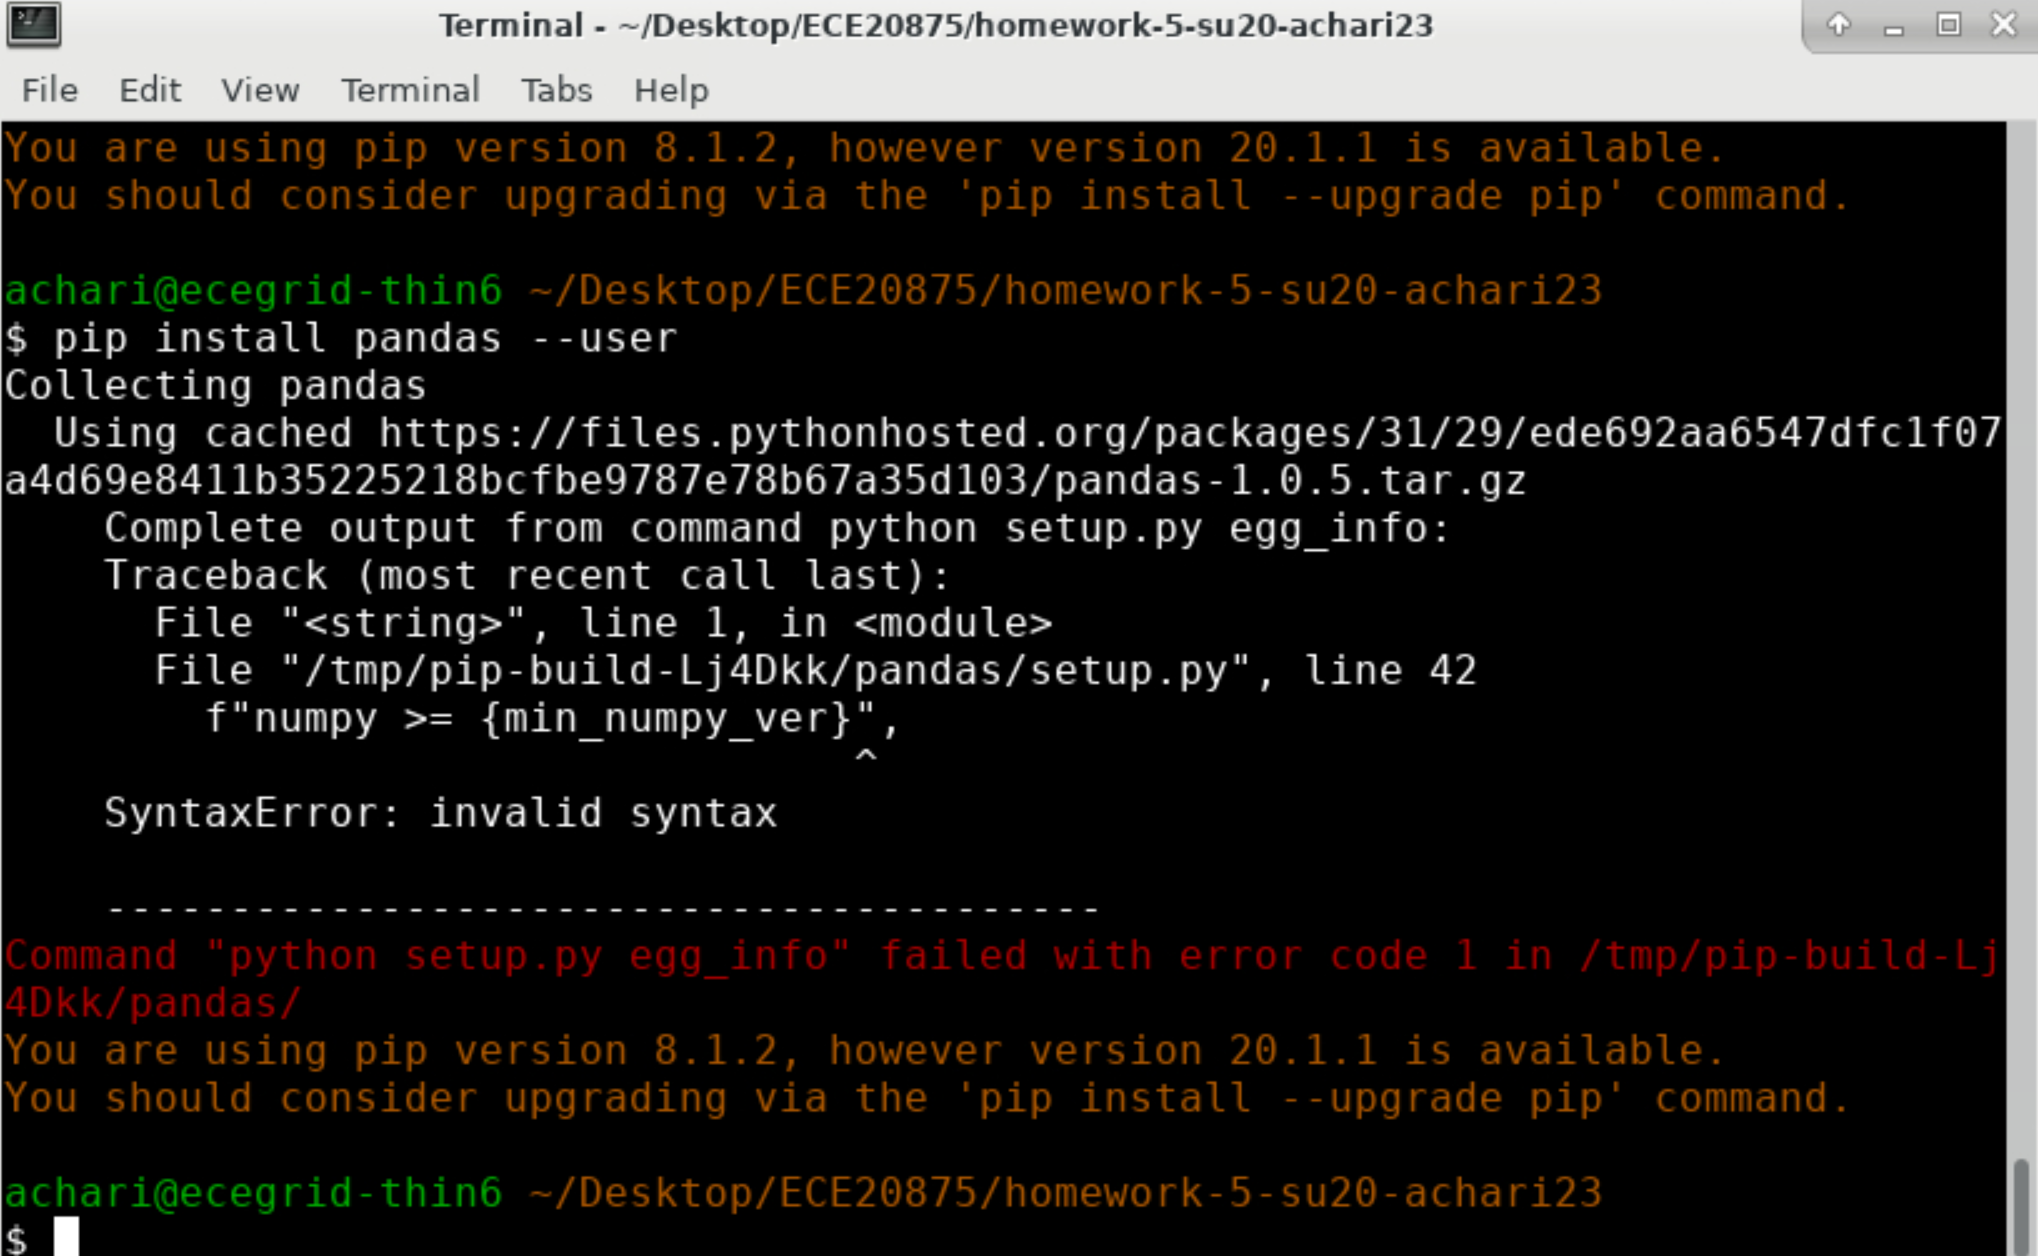 Terminal - ~/Desktop/ECE20875/homework-5-su20-achari23
File Edit View Terminal Tabs Help
You are using pip version 8.1.2, however version 20.1.1 is available.
You should consider upgrading via the 'pip install --upgrade pip' command.
achari@ecegrid-thin6 ~/Desktop/ECE20875/homework-5-su20-achari23
$ pip install pandas --user
Collecting pandas
  Using cached https://files.pythonhosted.org/packages/31/29/ede692aa6547dfc1f07
a4d69e8411b35225218bcfbe9787e78b67a35d103/pandas-1.0.5.tar.gz
    Complete output from command python setup.py egg_info:
    Traceback (most recent call last):
      File "<string>", line 1, in <module>
      File "/tmp/pip-build-Lj4Dkk/pandas/setup.py", line 42
        f"numpy >= {min_numpy_ver}",
                                  ^
    SyntaxError: invalid syntax
    ----------------------------------------
Command "python setup.py egg_info" failed with error code 1 in /tmp/pip-build-Lj
4Dkk/pandas/
You are using pip version 8.1.2, however version 20.1.1 is available.
You should consider upgrading via the 'pip install --upgrade pip' command.
achari@ecegrid-thin6 ~/Desktop/ECE20875/homework-5-su20-achari23
$